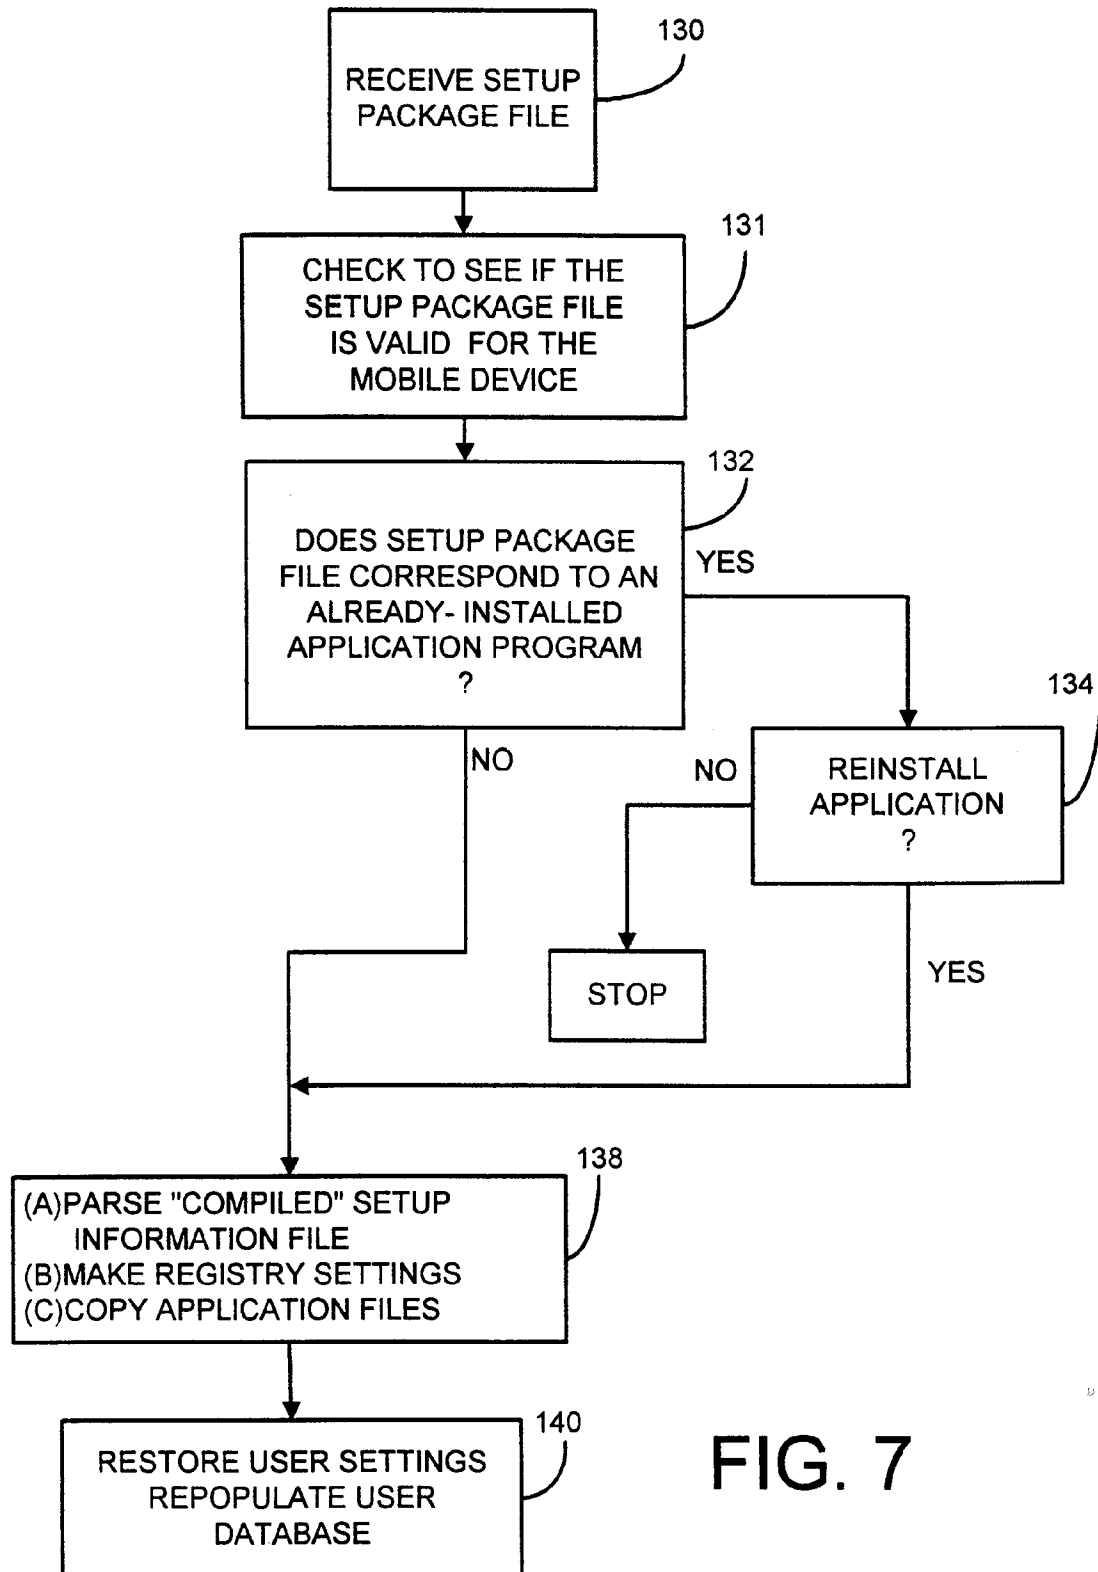 130
RECEIVE SETUP
PACKAGE FILE
131
CHECK TO SEE IF THE
SETUP PACKAGE FILE
IS VALID FOR THE
MOBILE DEVICE
132
DOES SETUP PACKAGE
FILE CORRESPOND TO AN
ALREADY- INSTALLED
APPLICATION PROGRAM
?
YES
NO
134
REINSTALL
APPLICATION
?
NO
STOP
YES
138
(A)PARSE "COMPILED" SETUP
INFORMATION FILE
(B)MAKE REGISTRY SETTINGS
(C)COPY APPLICATION FILES
140
RESTORE USER SETTINGS
REPOPULATE USER
DATABASE
FIG. 7